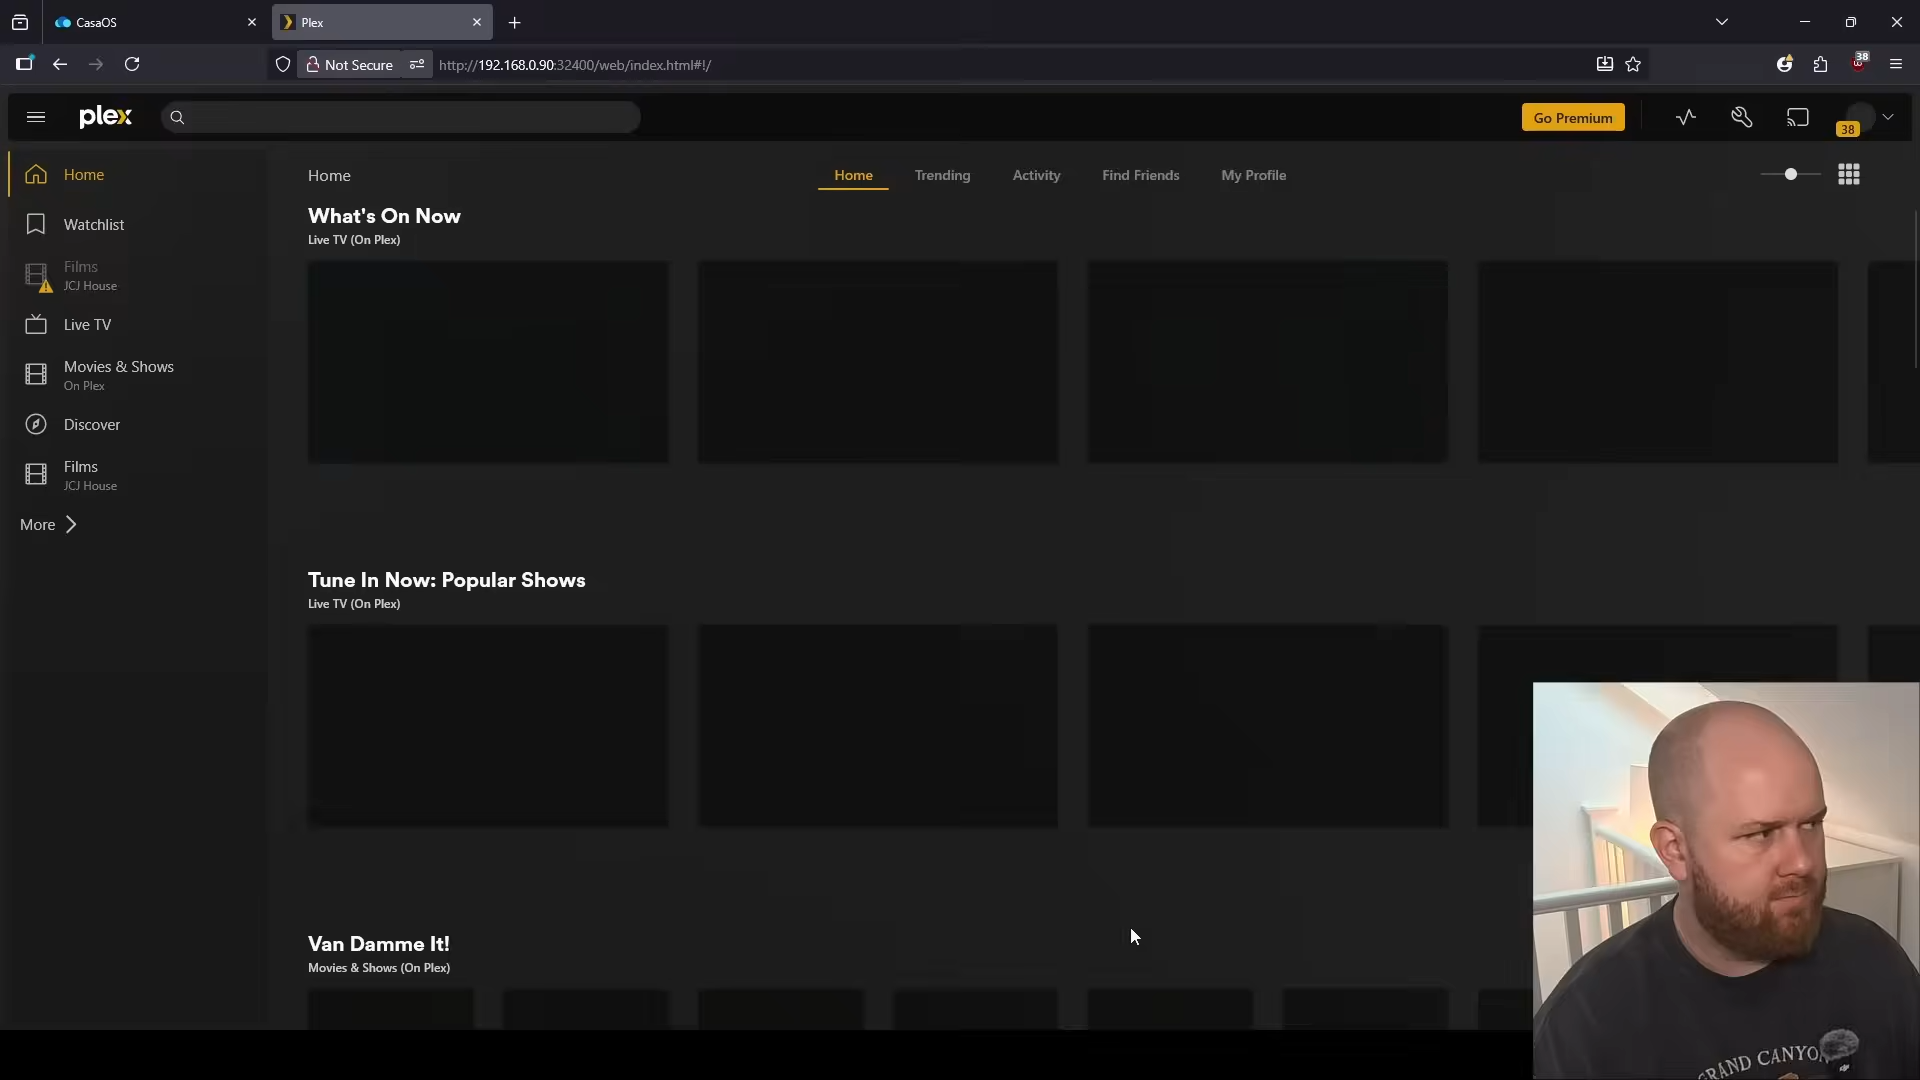 CasaOS
Plex
Not Secure
http://192.168.0.90:32400/web/index.html#!/
38
plex
Go Premium
38
Home
Watchlist
Films
JCJ House
Live TV
Movies & Shows
On Plex
Discover
Films
JCJ House
More
Home
Home
Trending
Activity
Find Friends
My Profile
What's On Now
Live TV (On Plex)
Tune In Now: Popular Shows
Live TV (On Plex)
Van Damme It!
Movies & Shows (On Plex)
GRAND CANYO